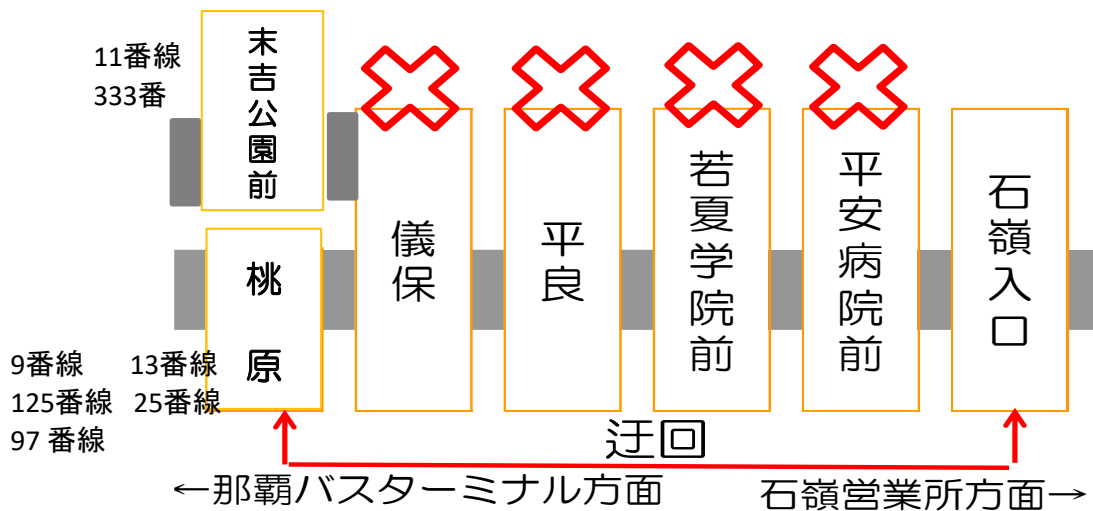 11番線
333番
末吉公園前
桃原
9番線 13番線
125番線 25番線
97 番線
儀保
平良
若夏学院前
平安病院前
石嶺入口
迂回
←那覇バスターミナル方面
石嶺営業所方面→